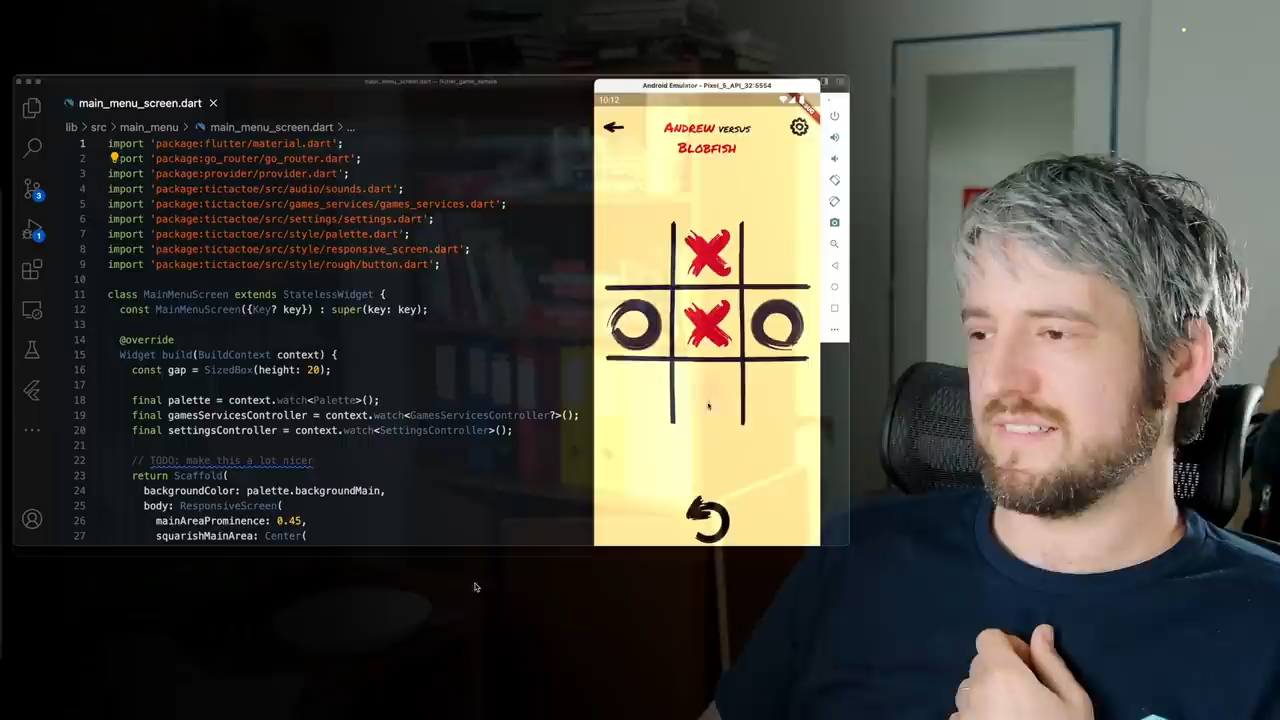 main_menu_screen.dart — flutter_game_sample
main_menu_screen.dart
lib > src > main_menu > main_menu_screen.dart > ...
1 import 'package:flutter/material.dart';
2 port 'package:go_router/go_router.dart';
3 import 'package:provider/provider.dart';
4 import 'package:tictactoe/src/audio/sounds.dart';
5 import 'package:tictactoe/src/games_services/games_services.dart';
6 import 'package:tictactoe/src/settings/settings.dart';
7 import 'package:tictactoe/src/style/palette.dart';
8 import 'package:tictactoe/src/style/responsive_screen.dart';
9 import 'package:tictactoe/src/style/rough/button.dart';
10
11 class MainMenuScreen extends StatelessWidget {
12 const MainMenuScreen({Key? key}) : super(key: key);
13
14 @override
15 Widget build(BuildContext context) {
16 const gap = SizedBox(height: 20);
17
18 final palette = context.watch<Palette>();
19 final gamesServicesController = context.watch<GamesServicesController?>();
20 final settingsController = context.watch<SettingsController>();
21
22 // TODO: make this a lot nicer
23 return Scaffold(
24 backgroundColor: palette.backgroundMain,
25 body: ResponsiveScreen(
26 mainAreaProminence: 0.45,
27 squarishMainArea: Center(
3
1
Android Emulator - Pixel_5_API_32:5554
10:12
ANDREW VERSUS
BLOBFISH